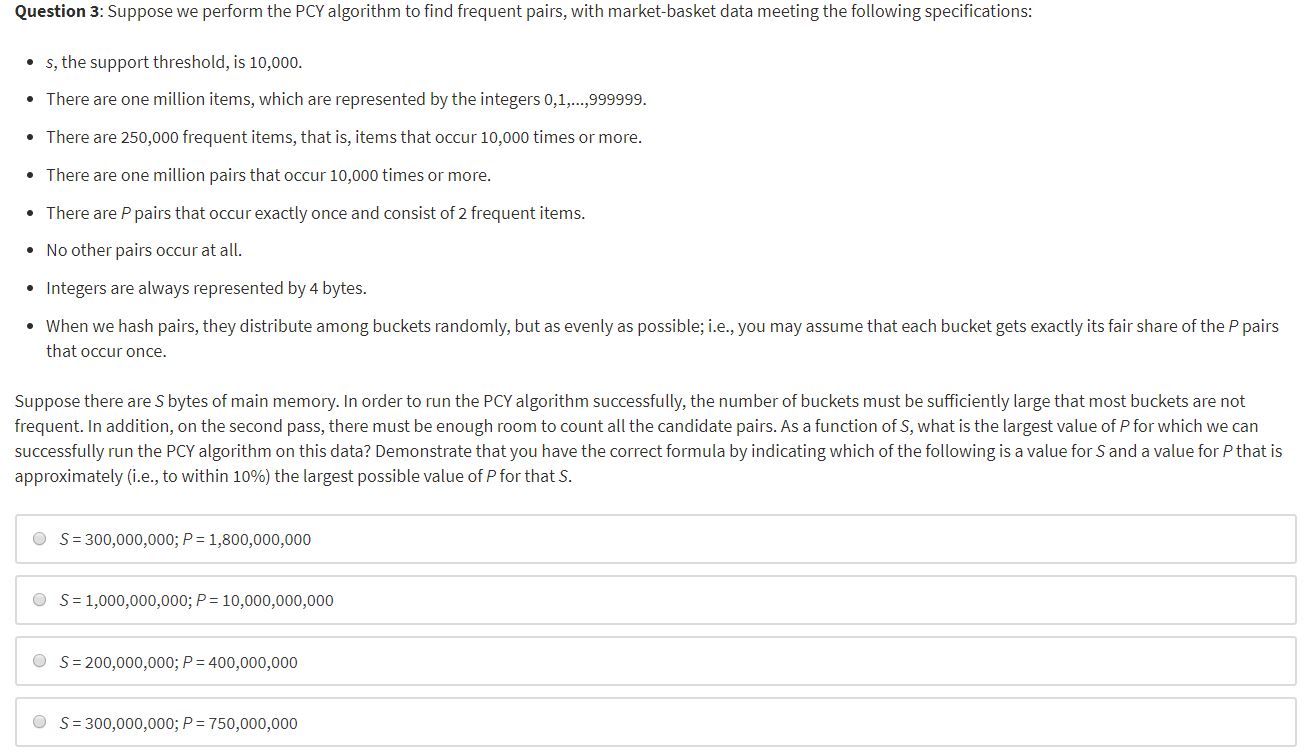 Question 3: Suppose we perform the PCY algorithm to find frequent pairs, with market-basket data meeting the following specifications:
• s, the support threshold, is 10,000.
• There are one million items, which are represented by the integers 0,1,...,999999.
• There are 250,000 frequent items, that is, items that occur 10,000 times or more.
• There are one million pairs that occur 10,000 times or more.
• There are P pairs that occur exactly once and consist of 2 frequent items.
• No other pairs occur at all.
• Integers are always represented by 4 bytes.
• When we hash pairs, they distribute among buckets randomly, but as evenly as possible; i.e., you may assume that each bucket gets exactly its fair share of the P pairs
that occur once.
Suppose there are S bytes of main memory. In order to run the PCY algorithm successfully, the number of buckets must be sufficiently large that most buckets are not
frequent. In addition, on the second pass, there must be enough room to count all the candidate pairs. As a function of S, what is the largest value of P for which we can
successfully run the PCY algorithm on this data? Demonstrate that you have the correct formula by indicating which of the following is a value for S and a value for P that is
approximately (i.e., to within 10%) the largest possible value of P for that S.
S = 300,000,000; P = 1,800,000,000
S = 1,000,000,000; P = 10,000,000,000
S = 200,000,000; P = 400,000,000
S = 300,000,000; P = 750,000,000